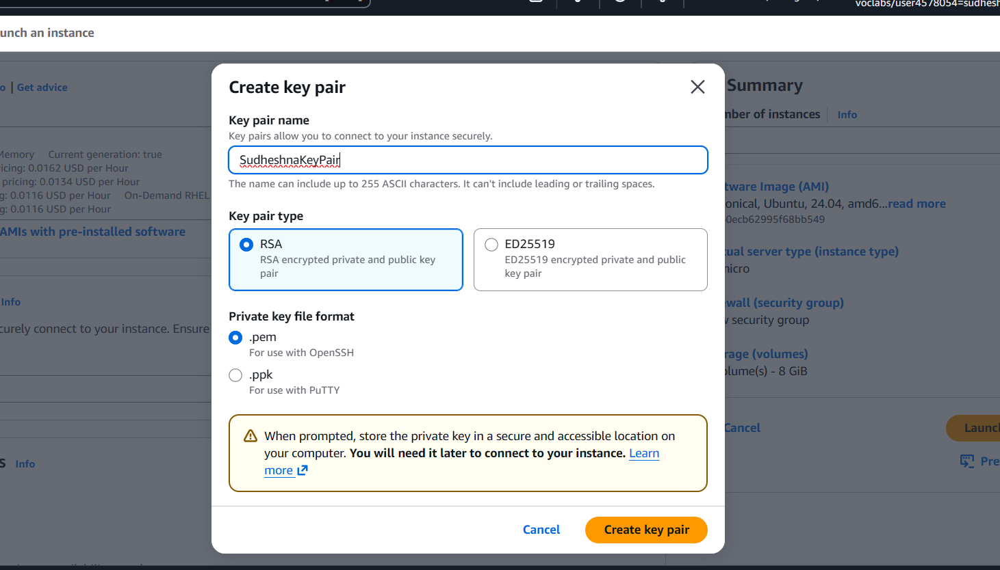 voclabs/user4578054=sudhesh
unch an instance
Get advice
Memory Current generation: true
icing: 0.0162 USD per Hour
pricing: 0.0134 USD per Hour
g: 0.0116 USD per Hour On-Demand RHEL
g: 0.0116 USD per Hour
AMIs with pre-installed software
Info
curely connect to your instance. Ensure
S Info
Create key pair
Key pair name
Key pairs allow you to connect to your instance securely.
SudheshnaKeyPair
The name can include up to 255 ASCII characters. It can't include leading or trailing spaces.
Key pair type
RSA
RSA encrypted private and public key
pair
ED25519
ED25519 encrypted private and public
key pair
Private key file format
.pem
For use with OpenSSH
.ppk
For use with PuTTY
When prompted, store the private key in a secure and accessible location on
your computer. You will need it later to connect to your instance. Learn
more
Cancel Create key pair
Summary
nber of instances Info
tware Image (AMI)
onical, Ubuntu, 24.04, amd6...read more
0ecb62995f68bb549
tual server type (instance type)
micro
wall (security group)
security group
rage (volumes)
olume(s) - 8 GiB
Cancel Launch
Pre